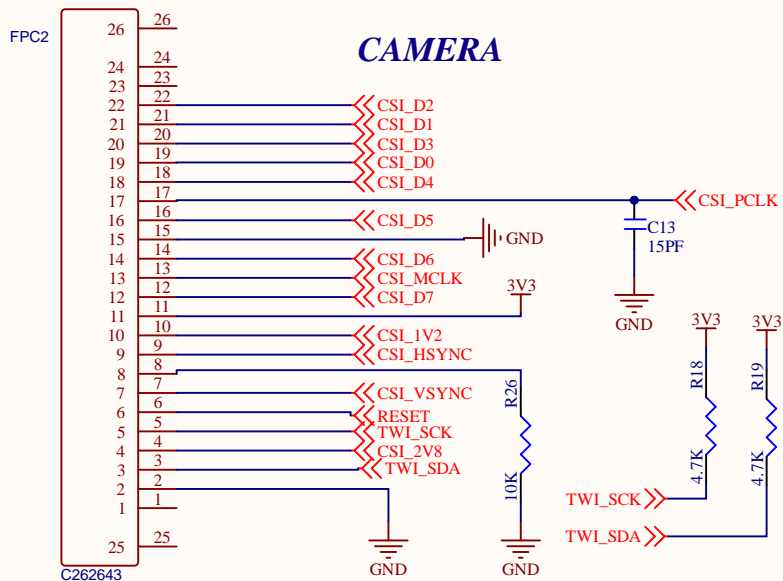 CAMERA
FPC2
26 26
24 24
23 23
22 22 CSI_D2
21 21 CSI_D1
20 20 CSI_D3
19 19 CSI_D0
18 18 CSI_D4
17 17 CSI_PCLK
C13
15PF
GND
16 16 CSI_D5
15 15 GND
14 14 CSI_D6
13 13 CSI_MCLK
12 12 CSI_D7
11 11 3V3
10 10 CSI_1V2
9 9 CSI_HSYNC
8 8
R26
10K
GND
7 7 CSI_VSYNC
6 6 RESET
5 5 TWI_SCK
4 4 CSI_2V8
3 3 TWI_SDA
2 2
GND
1 1
25 25
C262643
3V3
R18
4.7K
TWI_SCK
3V3
R19
4.7K
TWI_SDA